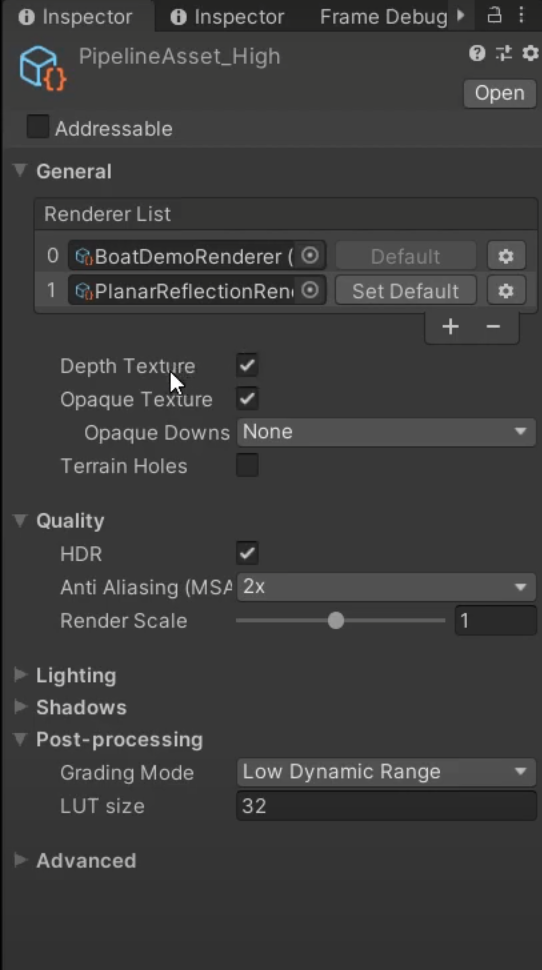 Inspector Inspector Frame Debug
PipelineAsset_High
Open
Addressable
General
Renderer List
0 BoatDemoRenderer ( Default
1 PlanarReflectionRen Set Default
+ −
Depth Texture
Opaque Texture
Opaque Downs None
Terrain Holes
Quality
HDR
Anti Aliasing (MSA 2x
Render Scale 1
Lighting
Shadows
Post-processing
Grading Mode Low Dynamic Range
LUT size 32
Advanced